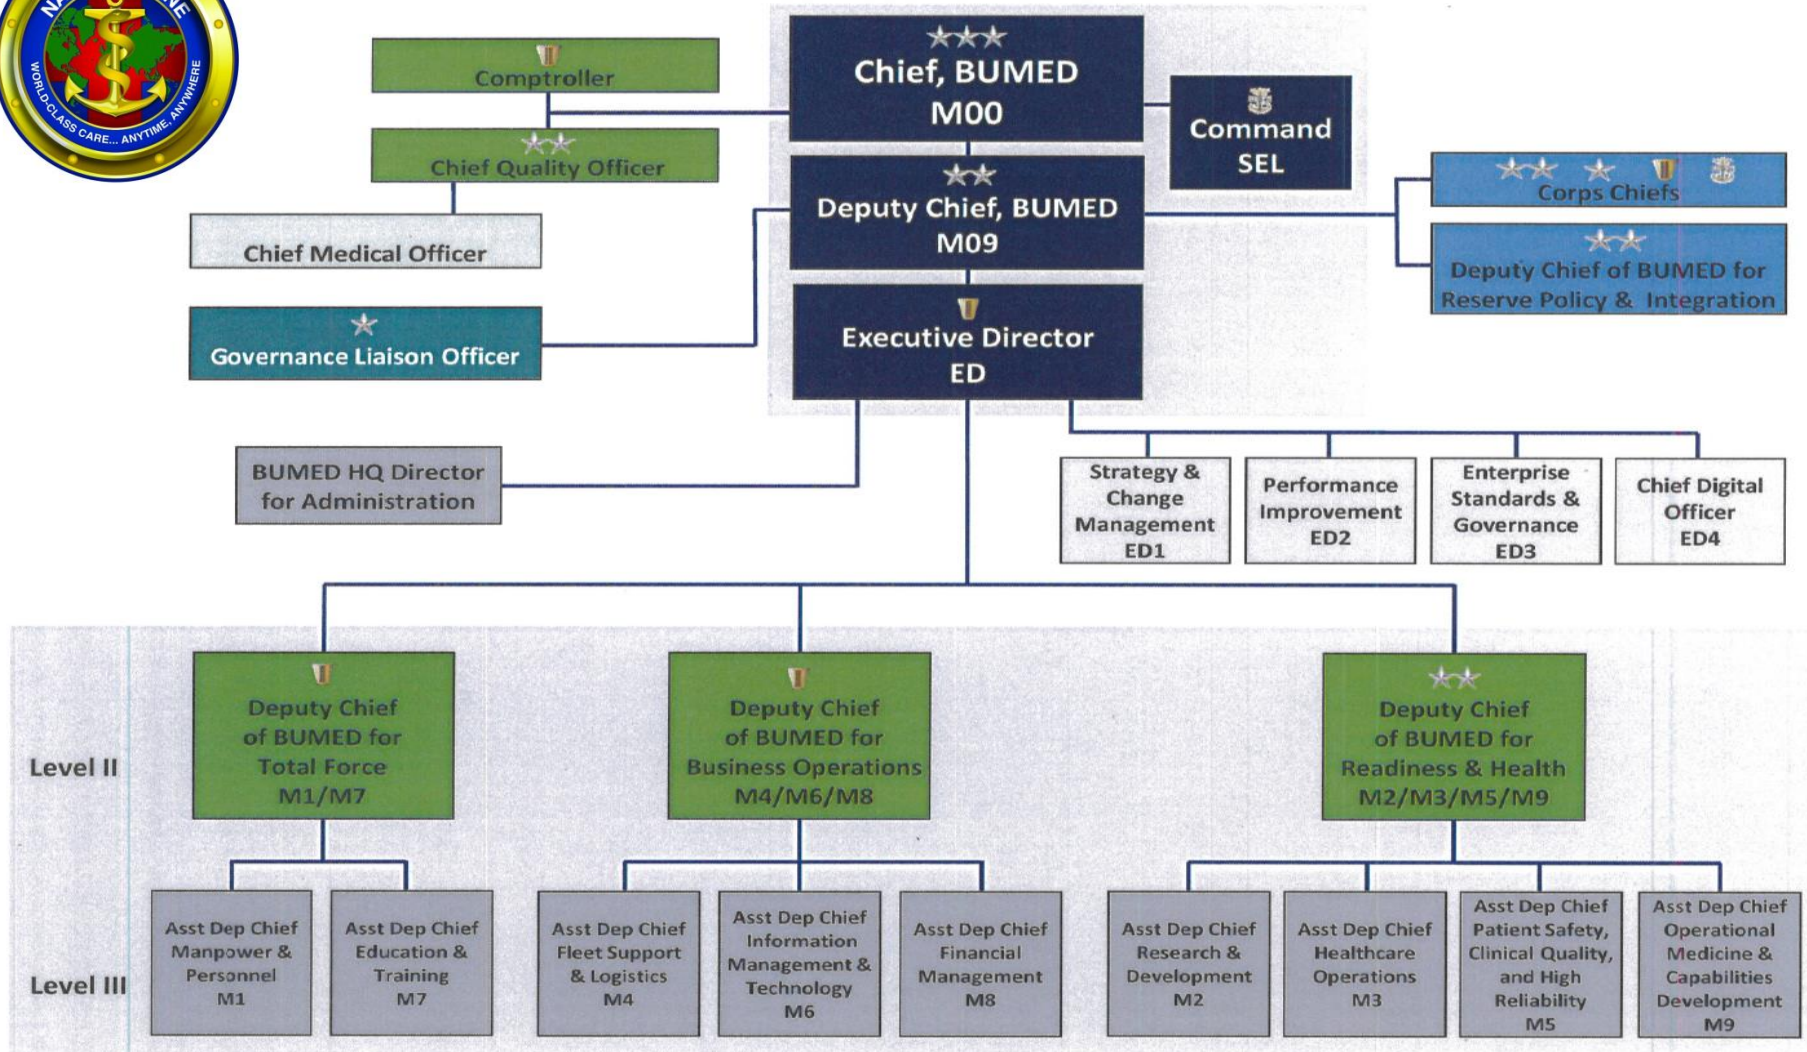 NA
INE
WORLD-CLASS CARE... ANYTIME, ANYWHERE
Comptroller
Chief Quality Officer
Chief Medical Officer
Governance Liaison Officer
Chief, BUMED
M00
Command
SEL
Deputy Chief, BUMED
M09
Executive Director
ED
Corps Chiefs
Deputy Chief of BUMED for
Reserve Policy & Integration
BUMED HQ Director
for Administration
Strategy &
Change
Management
ED1
Performance
Improvement
ED2
Enterprise
Standards &
Governance
ED3
Chief Digital
Officer
ED4
Level II
Deputy Chief
of BUMED for
Total Force
M1/M7
Deputy Chief
of BUMED for
Business Operations
M4/M6/M8
Deputy Chief
of BUMED for
Readiness & Health
M2/M3/M5/M9
Level III
Asst Dep Chief
Manpower &
Personnel
M1
Asst Dep Chief
Education &
Training
M7
Asst Dep Chief
Fleet Support
& Logistics
M4
Asst Dep Chief
Information
Management &
Technology
M6
Asst Dep Chief
Financial
Management
M8
Asst Dep Chief
Research &
Development
M2
Asst Dep Chief
Healthcare
Operations
M3
Asst Dep Chief
Patient Safety,
Clinical Quality,
and High
Reliability
M5
Asst Dep Chief
Operational
Medicine &
Capabilities
Development
M9